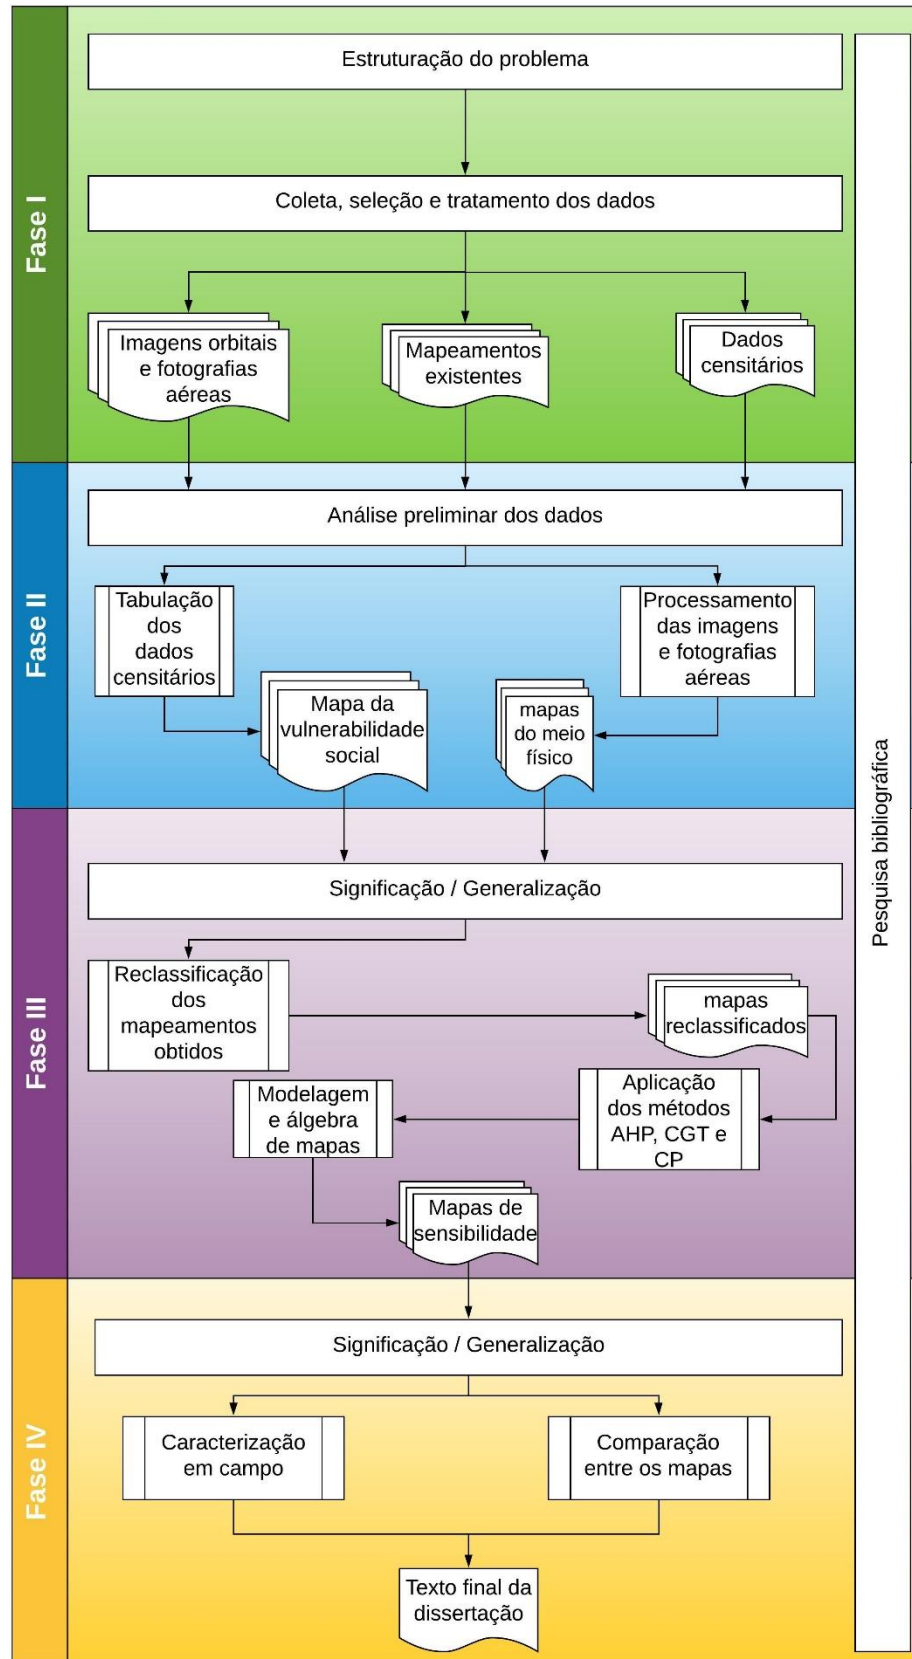 Fase I
Estruturação do problema
Coleta, seleção e tratamento dos dados
Imagens orbitais
e fotografias
aéreas
Mapeamentos
existentes
Dados
censitários
Fase II
Análise preliminar dos dados
Tabulação
dos
dados
censitários
Processamento
das imagens
e fotografias
aéreas
Mapa da
vulnerabilidade
social
mapas
do meio
físico
Fase III
Significação / Generalização
Reclassificação
dos
mapeamentos
obtidos
mapas
reclassificados
Aplicação
dos métodos
AHP, CGT e
CP
Modelagem
e álgebra
de mapas
Mapas de
sensibilidade
Fase IV
Significação / Generalização
Caracterização
em campo
Comparação
entre os mapas
Texto final da
dissertação
Pesquisa bibliográfica